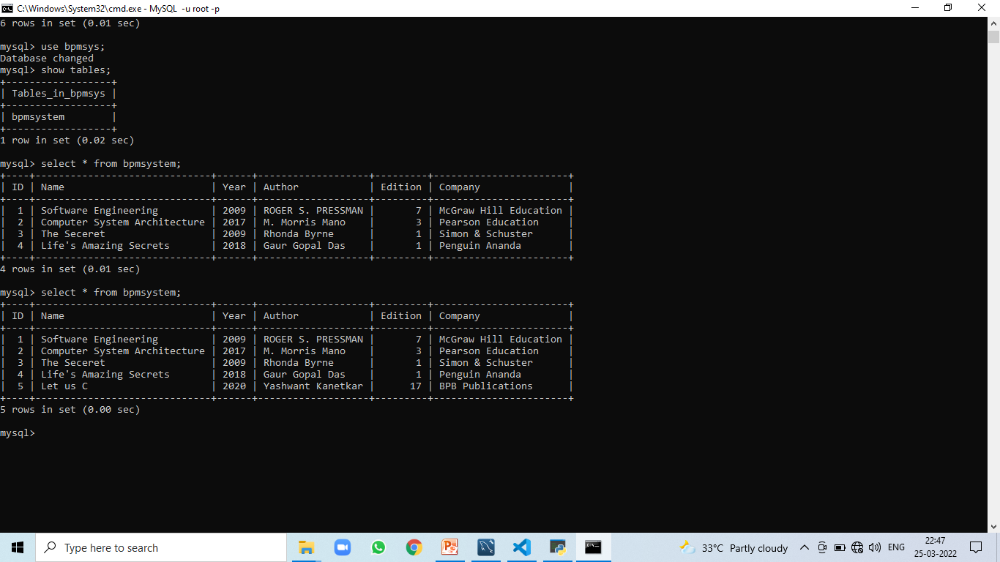 C:\Windows\System32\cmd.exe - MySQL  -u root -p
6 rows in set (0.01 sec)
mysql> use bpmsys;
Database changed
mysql> show tables;
+------------------+
| Tables_in_bpmsys |
+------------------+
| bpmsystem        |
+------------------+
1 row in set (0.02 sec)
mysql> select * from bpmsystem;
+----+------------------------------+------+-------------------+---------+-----------------------+
| ID | Name                         | Year | Author            | Edition | Company               |
+----+------------------------------+------+-------------------+---------+-----------------------+
|  1 | Software Engineering         | 2009 | ROGER S. PRESSMAN |       7 | McGraw Hill Education |
|  2 | Computer System Architecture | 2017 | M. Morris Mano    |       3 | Pearson Education     |
|  3 | The Seceret                  | 2009 | Rhonda Byrne      |       1 | Simon & Schuster      |
|  4 | Life's Amazing Secrets       | 2018 | Gaur Gopal Das    |       1 | Penguin Ananda        |
+----+------------------------------+------+-------------------+---------+-----------------------+
4 rows in set (0.01 sec)
mysql> select * from bpmsystem;
+----+------------------------------+------+-------------------+---------+-----------------------+
| ID | Name                         | Year | Author            | Edition | Company               |
+----+------------------------------+------+-------------------+---------+-----------------------+
|  1 | Software Engineering         | 2009 | ROGER S. PRESSMAN |       7 | McGraw Hill Education |
|  2 | Computer System Architecture | 2017 | M. Morris Mano    |       3 | Pearson Education     |
|  3 | The Seceret                  | 2009 | Rhonda Byrne      |       1 | Simon & Schuster      |
|  4 | Life's Amazing Secrets       | 2018 | Gaur Gopal Das    |       1 | Penguin Ananda        |
|  5 | Let us C                     | 2020 | Yashwant Kanetkar |      17 | BPB Publications      |
+----+------------------------------+------+-------------------+---------+-----------------------+
5 rows in set (0.00 sec)
mysql>
Type here to search
33°C Partly cloudy
ENG
22:47
25-03-2022